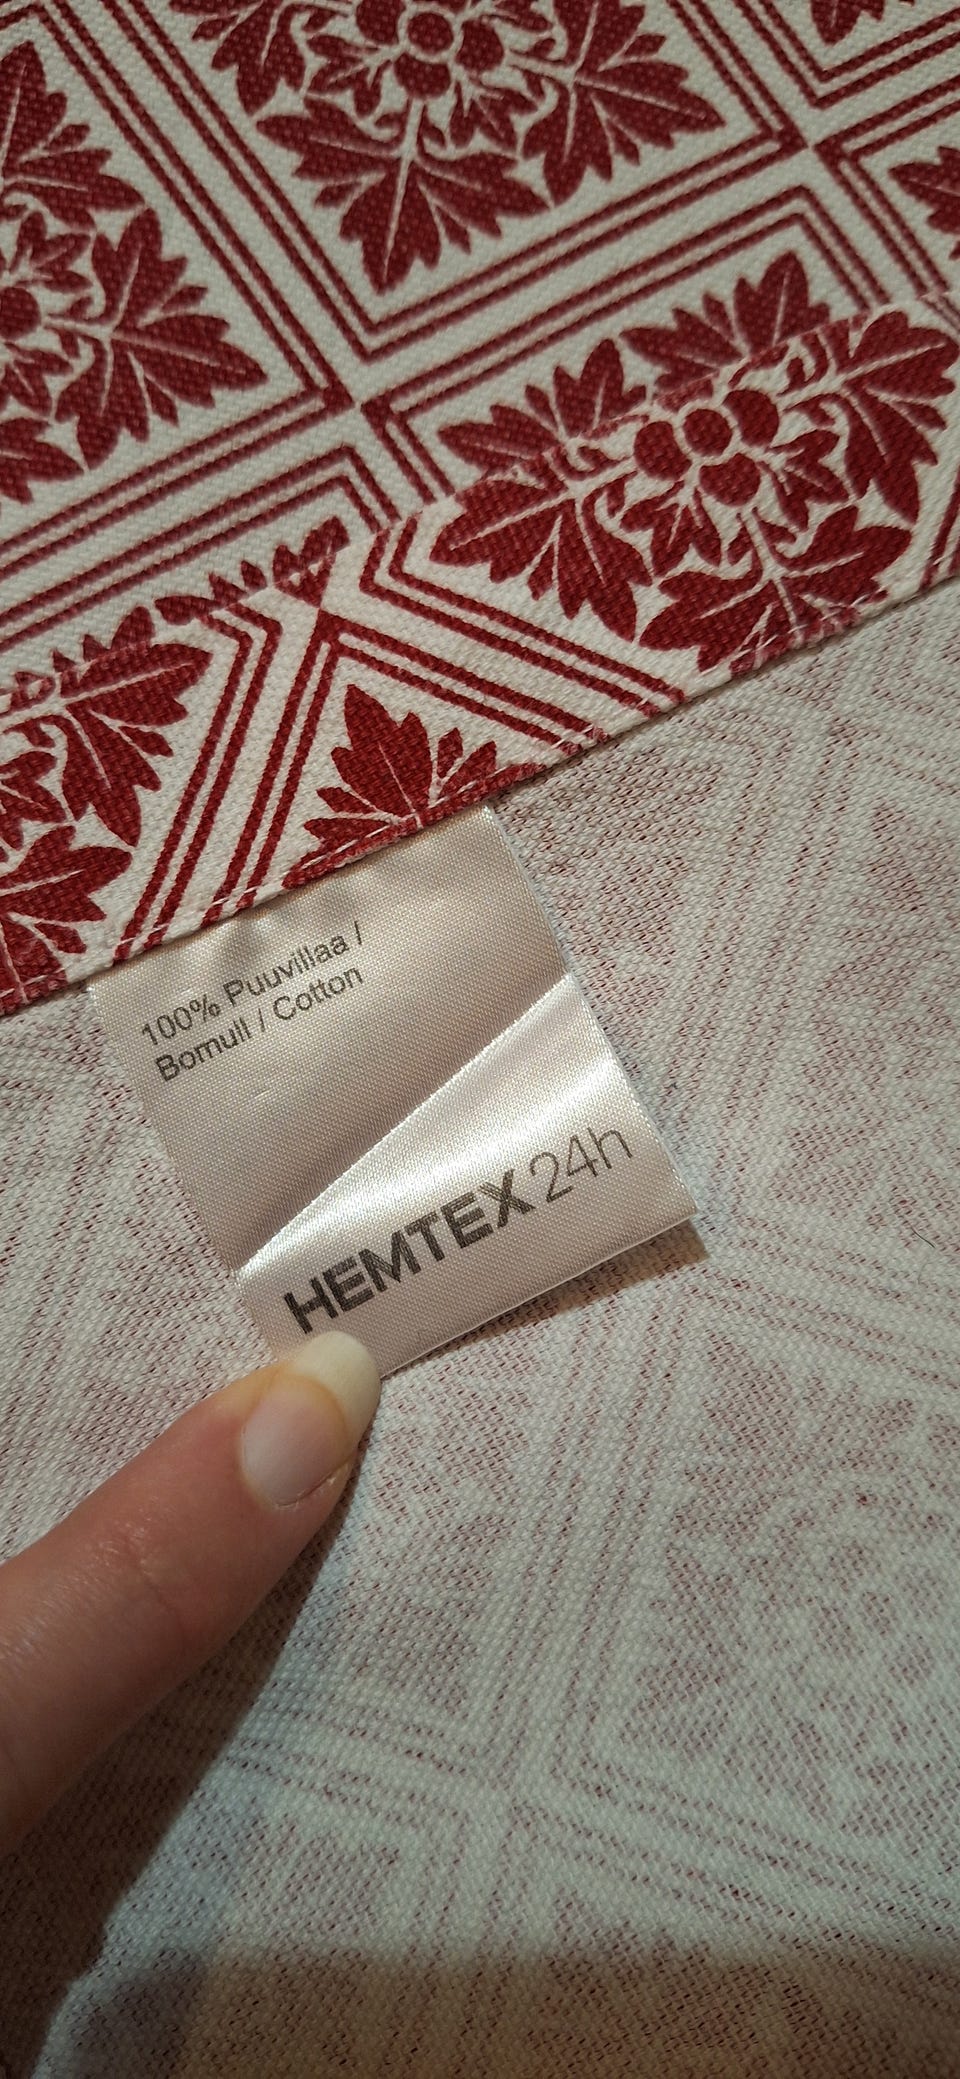 100% Puuvillaa /
Bomull / Cotton
HEMTEX 24h